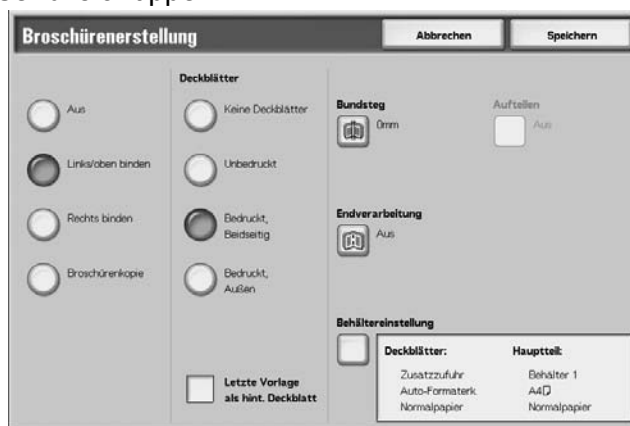 Broschürenerstellung
Abbrechen
Speichern
Aus
Links/oben binden
Rechts binden
Broschürenkopie
Deckblätter
Keine Deckblätter
Unbedruckt
Bedruckt,
Beidseitig
Bedruckt,
Außen
Letzte Vorlage
als hint. Deckblatt
Bundsteg
0mm
Aufteilen
Aus
Endverarbeitung
Aus
Behältereinstellung
Deckblätter:
Zusatzzufuhr
Auto-Formaterk.
Normalpapier
Hauptteil:
Behälter 1
A4
Normalpapier